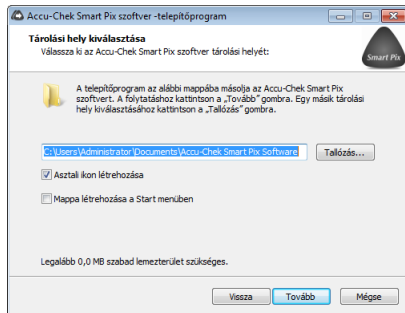 Accu-Chek Smart Pix szoftver -telepítőprogram
Tárolási hely kiválasztása
Válassza ki az Accu-Chek Smart Pix szoftver tárolási helyét:
Smart Pix
A telepítőprogram az alábbi mappába másolja az Accu-Chek Smart Pix
szoftvert. A folytatáshoz kattintson a „Tovább” gombra. Egy másik tárolási
hely kiválasztásához kattintson a „Tallózás” gombra.
C:\Users\Administrator\Documents\Accu-Chek Smart Pix Software
Tallózás...
Asztali ikon létrehozása
Mappa létrehozása a Start menüben
Legalább 0,0 MB szabad lemezterület szükséges.
Vissza
Tovább
Mégse